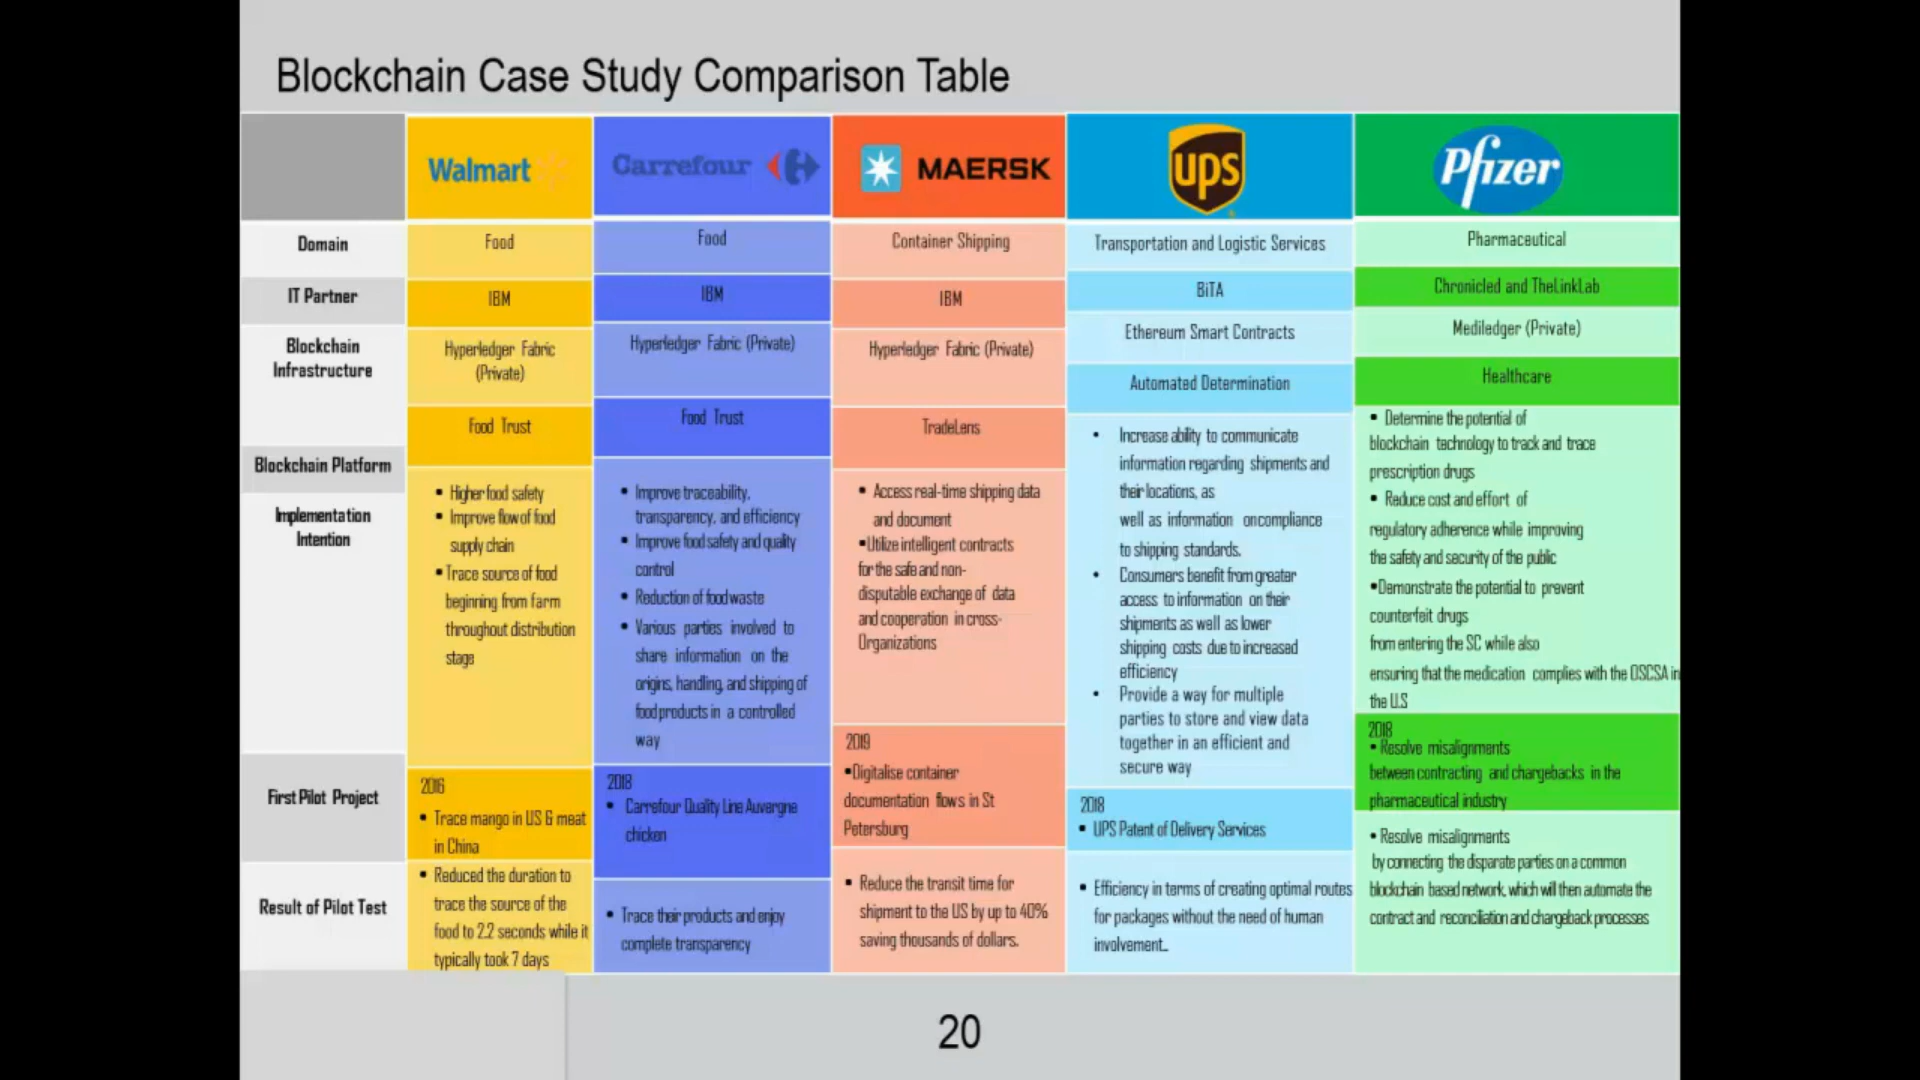 Blockchain Case Study Comparison Table
Walmart
Carrefour
MAERSK
ups
Pfizer
Domain
Food
Food
Container Shipping
Transportation and Logistic Services
Pharmaceutical
IT Partner
IBM
IBM
IBM
BiTA
Chronicled and TheLinkLab
Blockchain
Infrastructure
Hyperledger Fabric
(Private)
Hyperledger Fabric (Private)
Hyperledger Fabric (Private)
Ethereum Smart Contracts
Mediledger (Private)
Blockchain Platform
Food Trust
Food Trust
TradeLens
Automated Determination
Healthcare
Implementation
Intention
▪ Higher food safety
▪ Improve flow of food
supply chain
▪ Trace source of food
beginning from farm
throughout distribution
stage
▪ Improve traceability,
transparency, and efficiency
▪ Improve food safety and quality
control
▪ Reduction of food waste
▪ Various parties involved to
share information on the
origins, handling, and shipping of
food products in a controlled
way
▪ Access real-time shipping data
and document
▪Utilize intelligent contracts
for the safe and non-
disputable exchange of data
and cooperation in cross-
Organizations
• Increase ability to communicate
information regarding shipments and
their locations, as
well as information on compliance
to shipping standards.
• Consumers benefit from greater
access to information on their
shipments as well as lower
shipping costs due to increased
efficiency
• Provide a way for multiple
parties to store and view data
together in an efficient and
secure way
▪ Determine the potential of
blockchain technology to track and trace
prescription drugs
▪ Reduce cost and effort of
regulatory adherence while improving
the safety and security of the public
▪Demonstrate the potential to prevent
counterfeit drugs
from entering the SC while also
ensuring that the medication complies with the DSCSA in
the U.S
First Pilot Project
2016
▪ Trace mango in US & meat
in China
2018
▪ Carrefour Quality Line Auvergne
chicken
2019
▪Digitalise container
documentation flows in St
Petersburg
2018
▪ UPS Patent of Delivery Services
2018
▪ Resolve misalignments
between contracting and chargebacks in the
pharmaceutical industry
Result of Pilot Test
▪ Reduced the duration to
trace the source of the
food to 2.2 seconds while it
typically took 7 days
▪ Trace their products and enjoy
complete transparency
▪ Reduce the transit time for
shipment to the US by up to 40%
saving thousands of dollars.
▪ Efficiency in terms of creating optimal routes
for packages without the need of human
involvement..
▪ Resolve misalignments
by connecting the disparate parties on a common
blockchain based network, which will then automate the
contract and reconciliation and chargeback processes
20